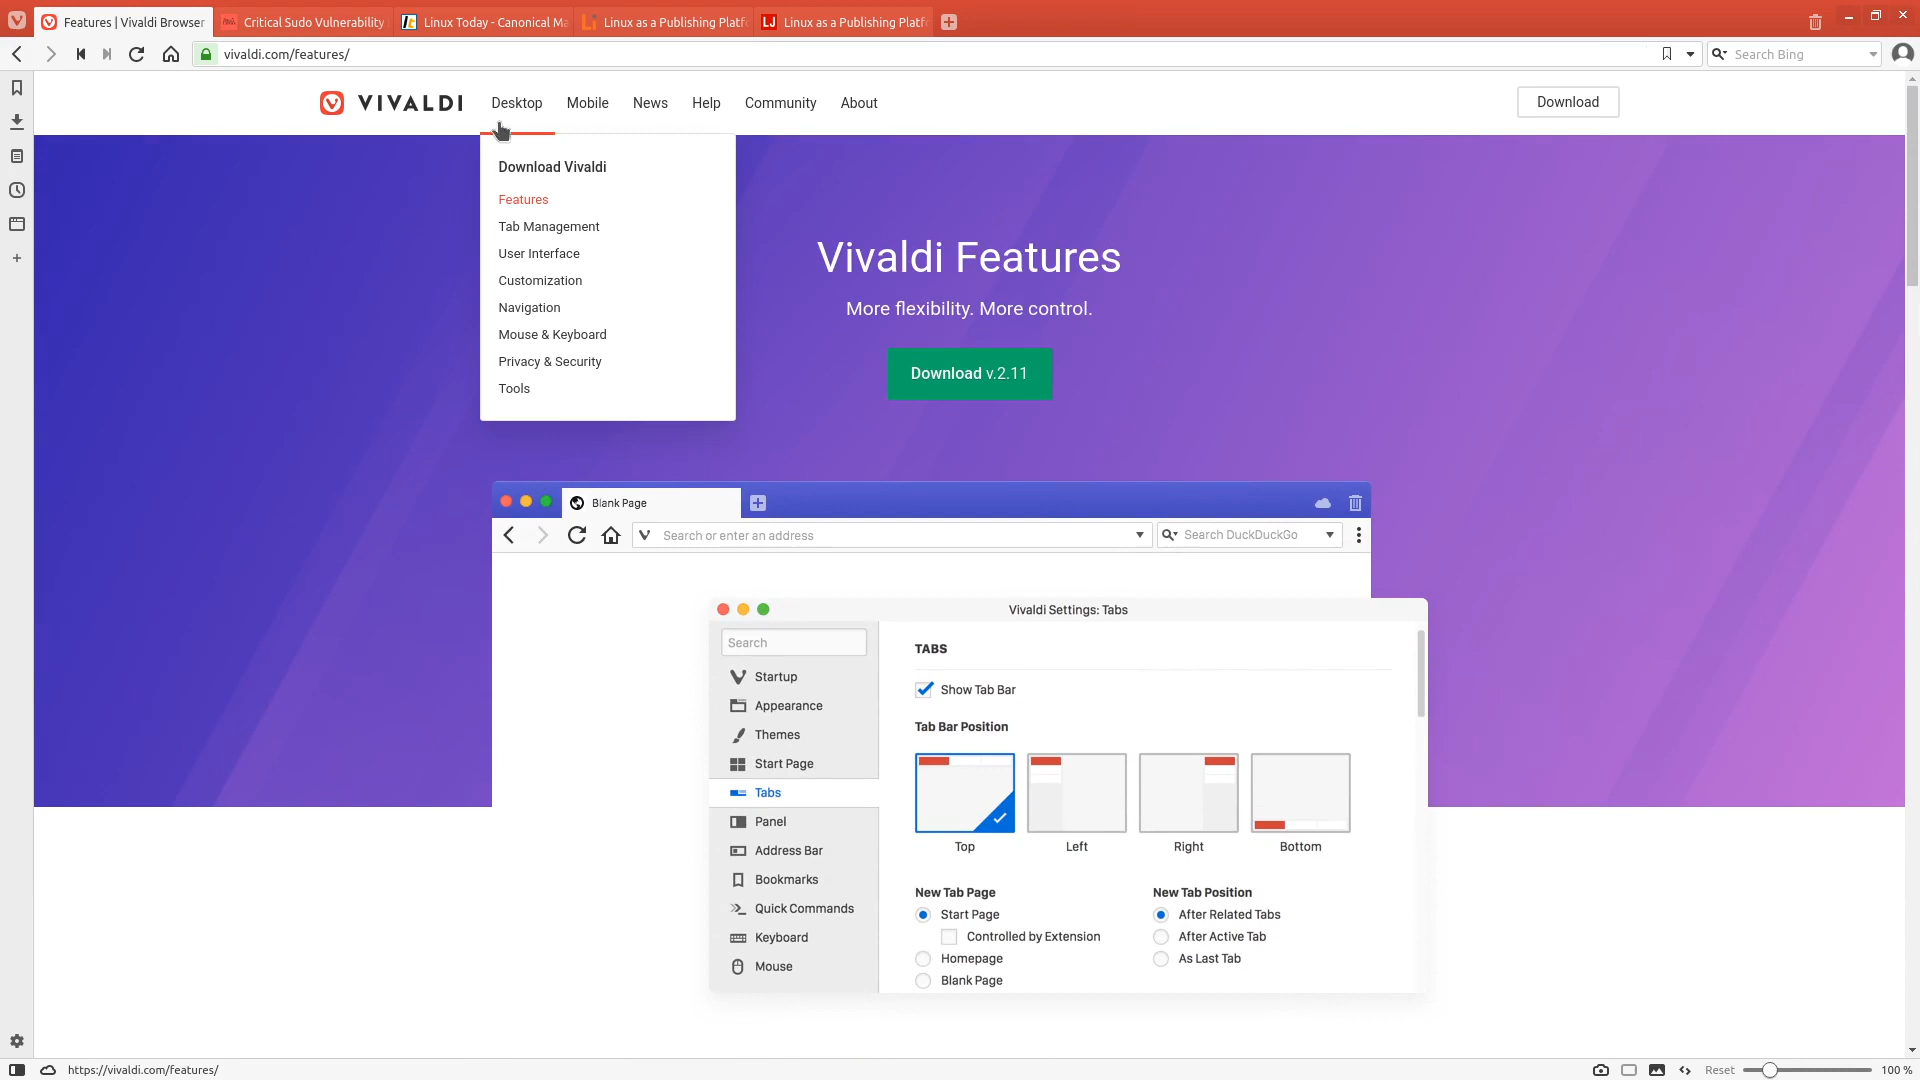 Features | Vivaldi Browser
Critical Sudo Vulnerability
Linux Today - Canonical Ma
Linux as a Publishing Platf
Linux as a Publishing Platf
vivaldi.com/features/
Search Bing
VIVALDI
Desktop
Mobile
News
Help
Community
About
Download
Download Vivaldi
Features
Tab Management
User Interface
Customization
Navigation
Mouse & Keyboard
Privacy & Security
Tools
Vivaldi Features
More flexibility. More control.
Download v.2.11
Blank Page
Search or enter an address
Search DuckDuckGo
Vivaldi Settings: Tabs
Search
Startup
Appearance
Themes
Start Page
Tabs
Panel
Address Bar
Bookmarks
Quick Commands
Keyboard
Mouse
TABS
Show Tab Bar
Tab Bar Position
Top
Left
Right
Bottom
New Tab Page
Start Page
Controlled by Extension
Homepage
Blank Page
New Tab Position
After Related Tabs
After Active Tab
As Last Tab
https://vivaldi.com/features/
Reset
100 %